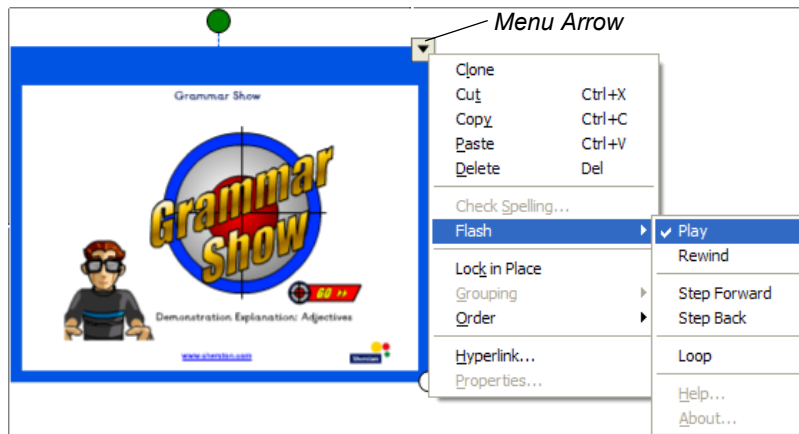 Menu Arrow
Grammar Show
Grammar
Show
GO
Demonstration Explanation: Adjectives
www.sherston.com
Sherston
Clone
Cut Ctrl+X
Copy Ctrl+C
Paste Ctrl+V
Delete Del
Check Spelling...
Flash
Lock in Place
Grouping
Order
Hyperlink...
Properties...
Play
Rewind
Step Forward
Step Back
Loop
Help...
About...